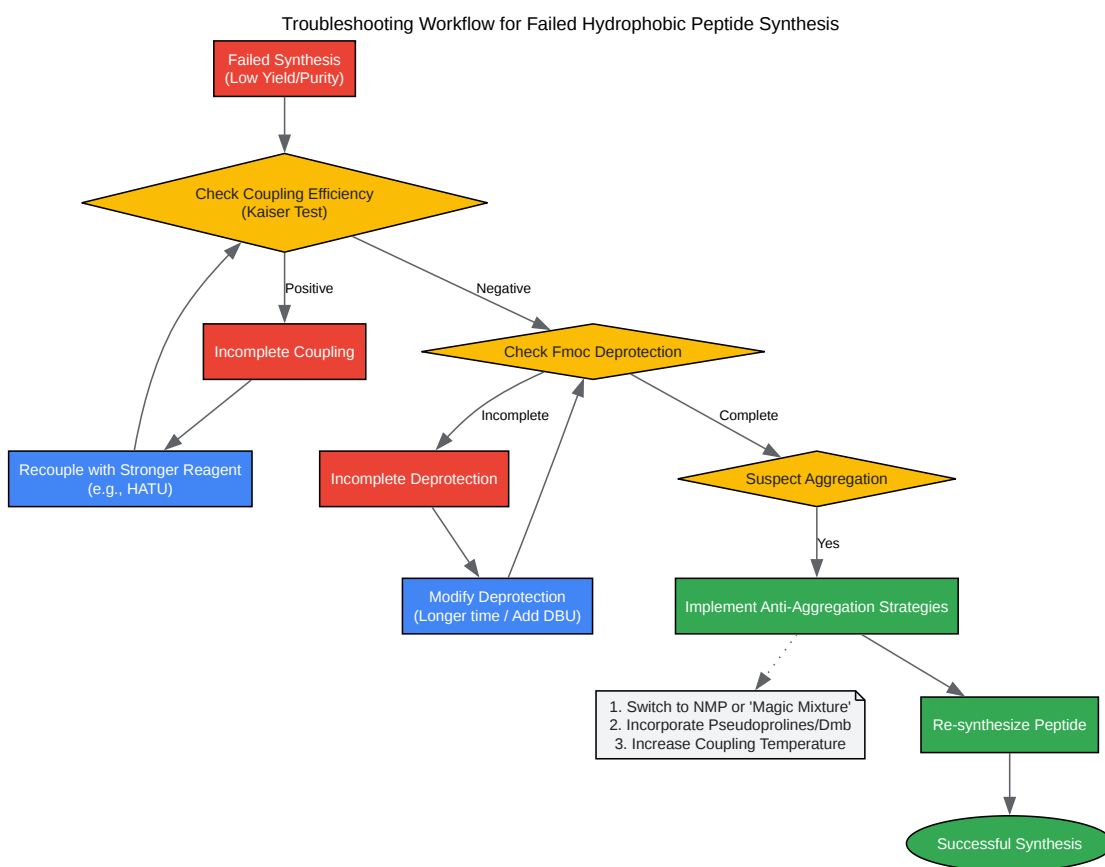 Troubleshooting Workflow for Failed Hydrophobic Peptide Synthesis
Failed Synthesis
(Low Yield/Purity)
Check Coupling Efficiency
(Kaiser Test)
Positive
Negative
Incomplete Coupling
Check Fmoc Deprotection
Incomplete
Complete
Recouple with Stronger Reagent
(e.g., HATU)
Incomplete Deprotection
Suspect Aggregation
Yes
Modify Deprotection
(Longer time / Add DBU)
Implement Anti-Aggregation Strategies
1. Switch to NMP or 'Magic Mixture'
2. Incorporate Pseudoprolines/Dmb
3. Increase Coupling Temperature
Re-synthesize Peptide
Successful Synthesis